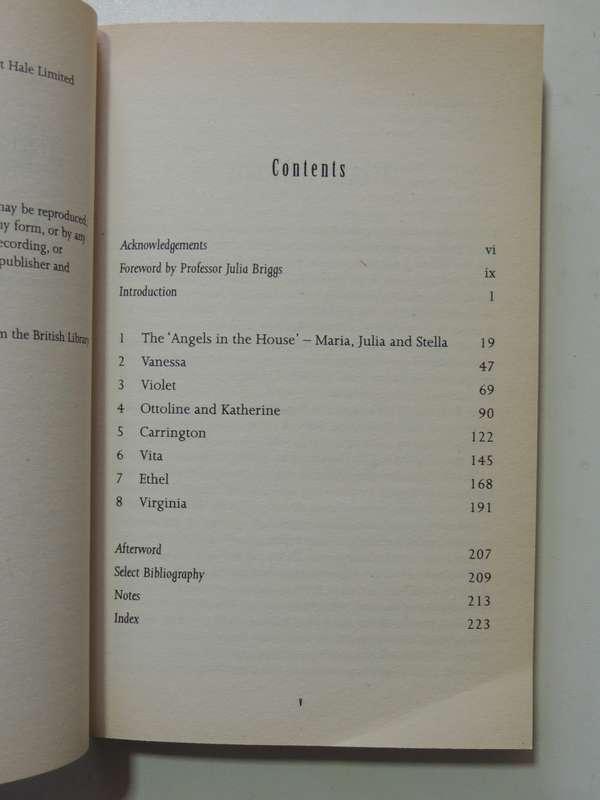 t Hale Limited
may be reproduced,
ny form, or by any
ecording, or
publisher and
m the British Library
Contents
Acknowledgements vi
Foreword by Professor Julia Briggs ix
Introduction 1
1 The ‘Angels in the House’ – Maria, Julia and Stella 19
2 Vanessa 47
3 Violet 69
4 Ottoline and Katherine 90
5 Carrington 122
6 Vita 145
7 Ethel 168
8 Virginia 191
Afterword 207
Select Bibliography 209
Notes 213
Index 223
v